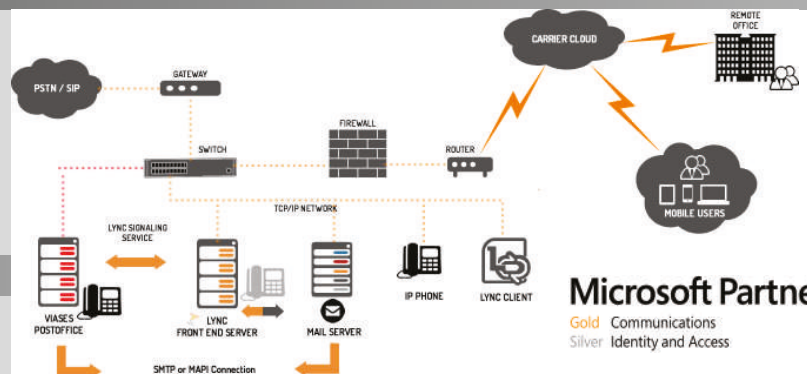 REMOTE
OFFICE
CARRIER CLOUD
GATEWAY
PSTN / SIP
FIREWALL
SWITCH
ROUTER
TCP/IP NETWORK
MOBILE USERS
LYNC SIGNALING
SERVICE
VIASES
POSTOFFICE
LYNC
FRONT END SERVER
MAIL SERVER
IP PHONE
LYNC CLIENT
Microsoft Partne
Gold Communications
Silver Identity and Access
SMTP or MAPI Connection